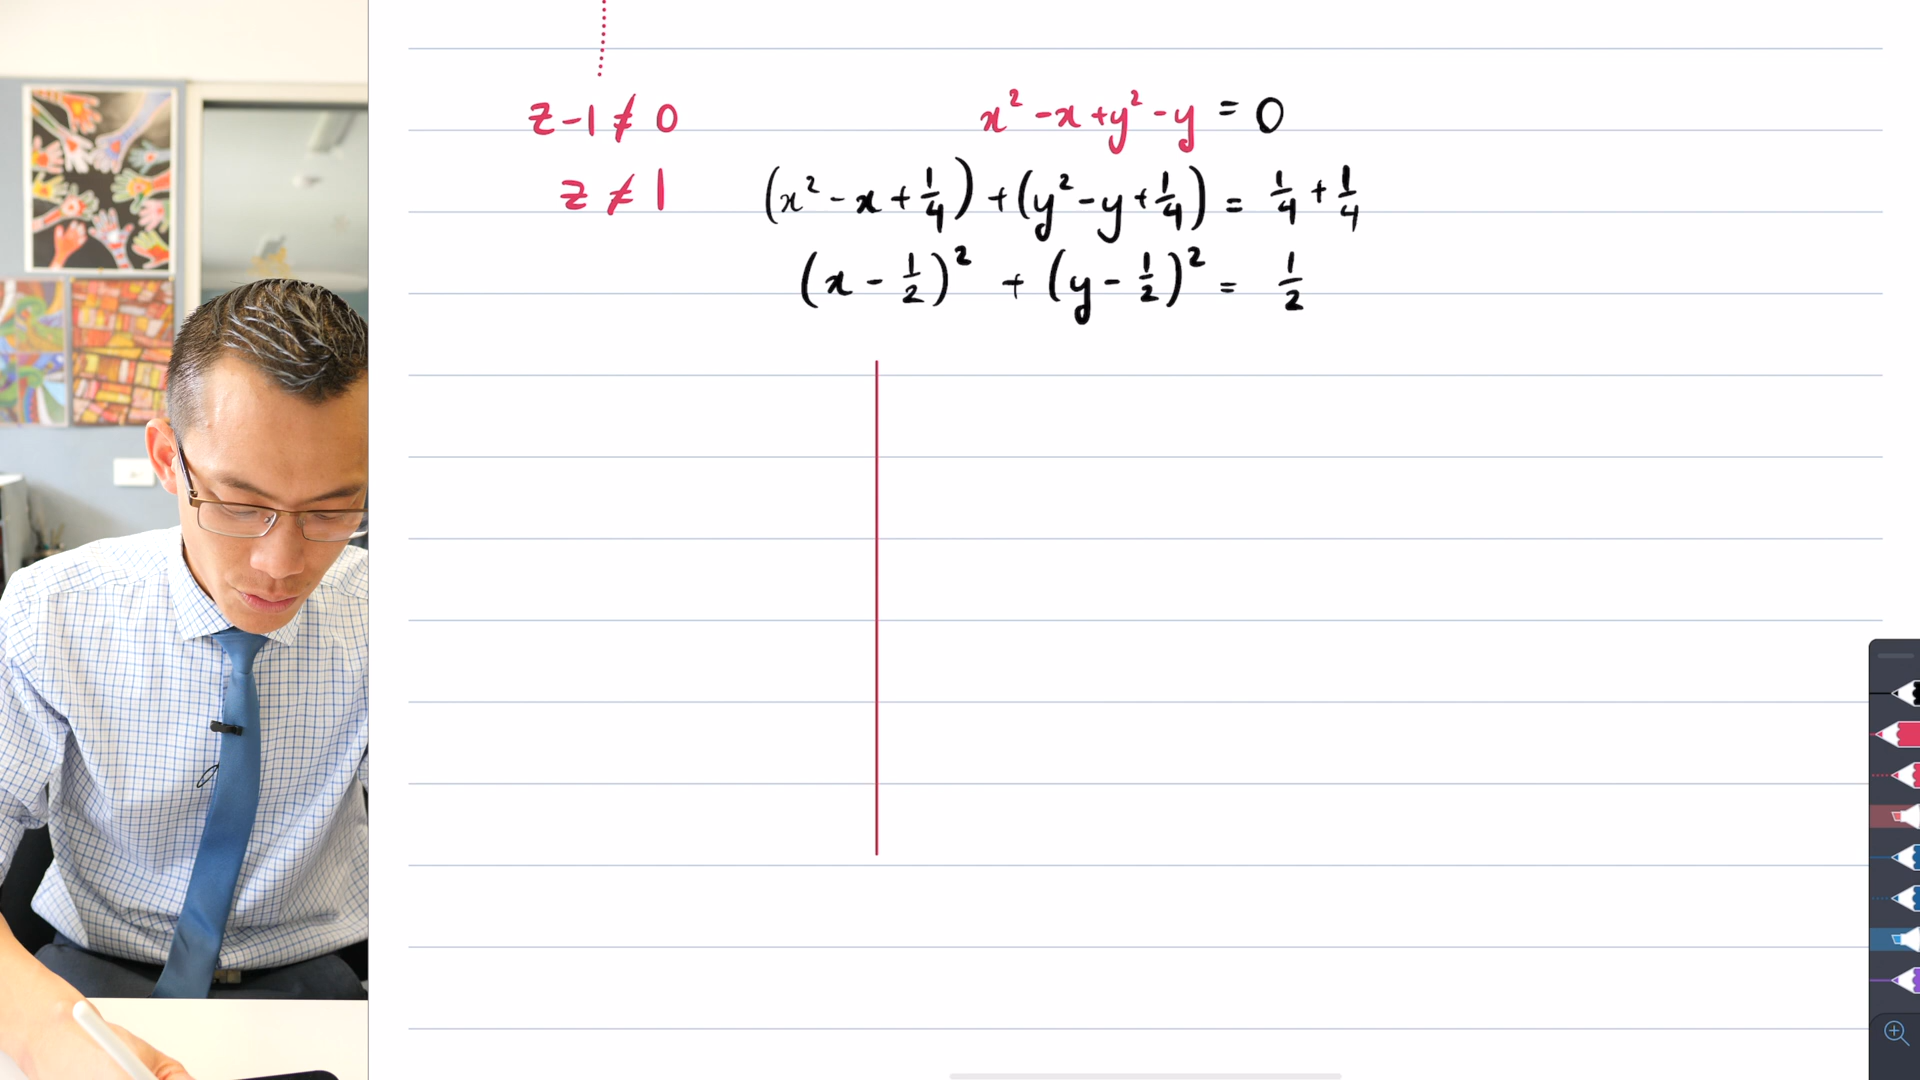 z-1 ≠ 0
x² - x + y² - y = 0
z ≠ 1
(x² - x + 1/4) + (y² - y + 1/4) = 1/4 + 1/4
(x - 1/2)² + (y - 1/2)² = 1/2